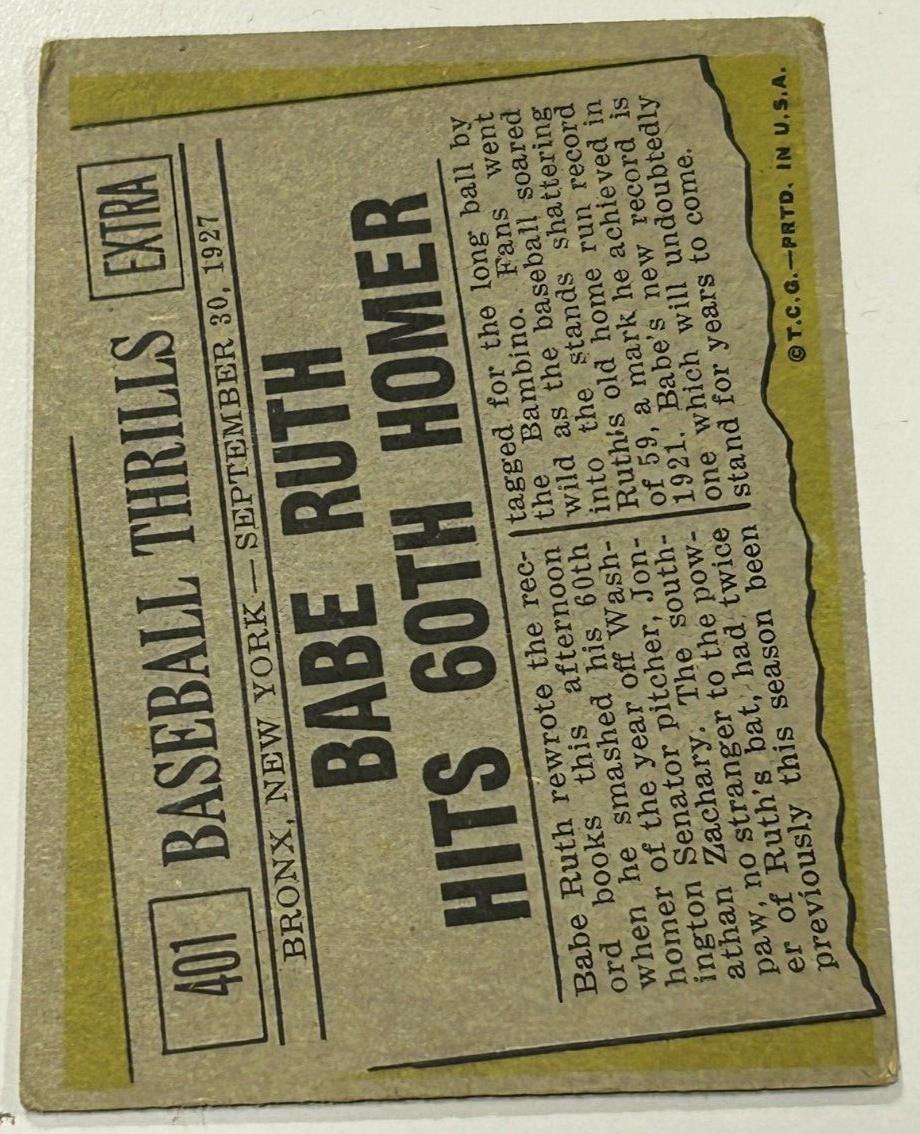 401 BASEBALL THRILLS EXTRA
BRONX, NEW YORK—SEPTEMBER 30, 1927
BABE RUTH
HITS 60TH HOMER
Babe Ruth rewrote the rec-
ord books this afternoon
when he smashed his 60th
homer of the year off Wash-
ington Senator pitcher, Jon-
athan Zachary. The south-
paw, no stranger to the pow-
er of Ruth's bat, had twice
previously this season been
tagged for the long ball by
the Bambino. Fans went
wild as the baseball soared
into the stands shattering
Ruth's old home run record
of 59, a mark he achieved in
1921. Babe's new record is
one which will undoubtedly
stand for years to come.
©T.C.G.—PRTD. IN U.S.A.